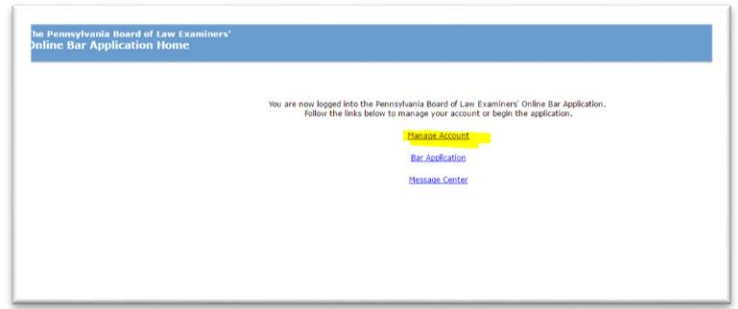 The Pennsylvania Board of Law Examiners'
Online Bar Application Home
You are now logged into the Pennsylvania Board of Law Examiners' Online Bar Application.
Follow the links below to manage your account or begin the application.
Manage Account
Bar Application
Message Center